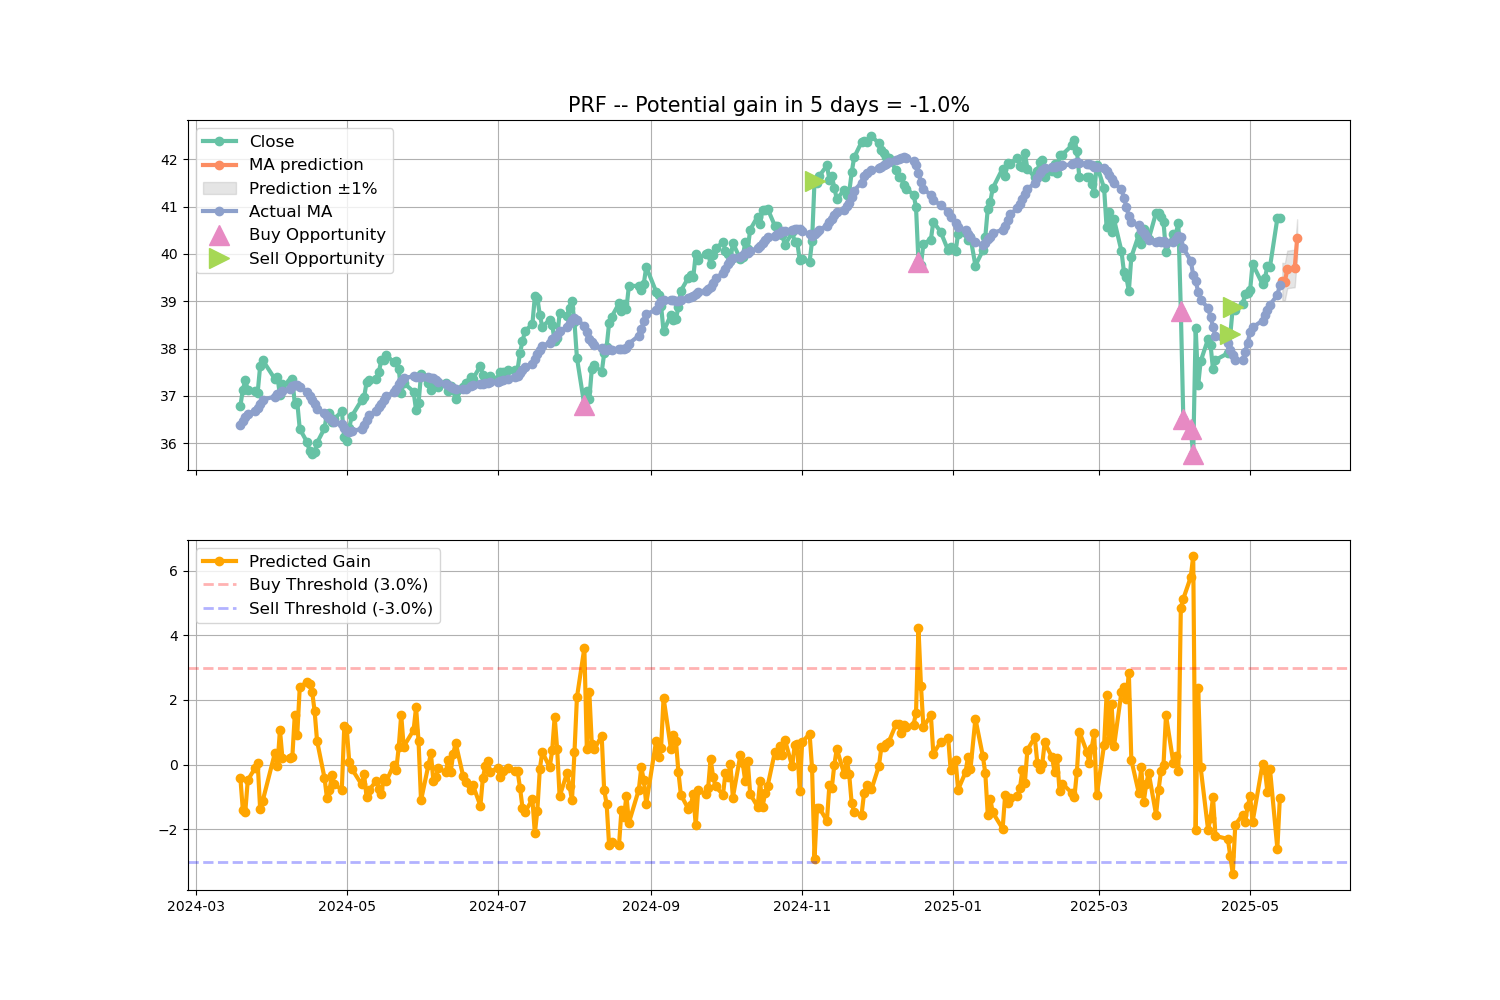 PRF -- Potential gain in 5 days = -1.0%
Close
MA prediction
Prediction ±1%
Actual MA
Buy Opportunity
Sell Opportunity
42
41
40
39
38
37
36
Predicted Gain
Buy Threshold (3.0%)
Sell Threshold (-3.0%)
6
4
2
0
−2
2024-03 2024-05 2024-07 2024-09 2024-11 2025-01 2025-03 2025-05